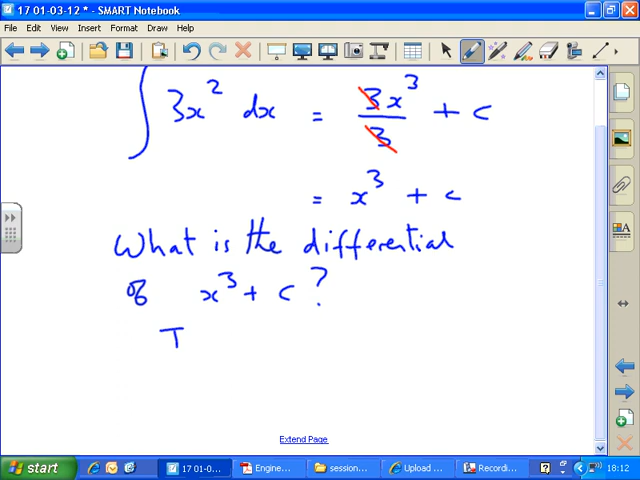 17 01-03-12 * - SMART Notebook
File Edit View Insert Format Draw
∫ 3x² dx = 3x³/3 + c
= x³ + c
What is the differential
of x³ + c ?
T
Extend Page
start 17 01-0... Engine... session... Upload ... Recordi... ? 18:12